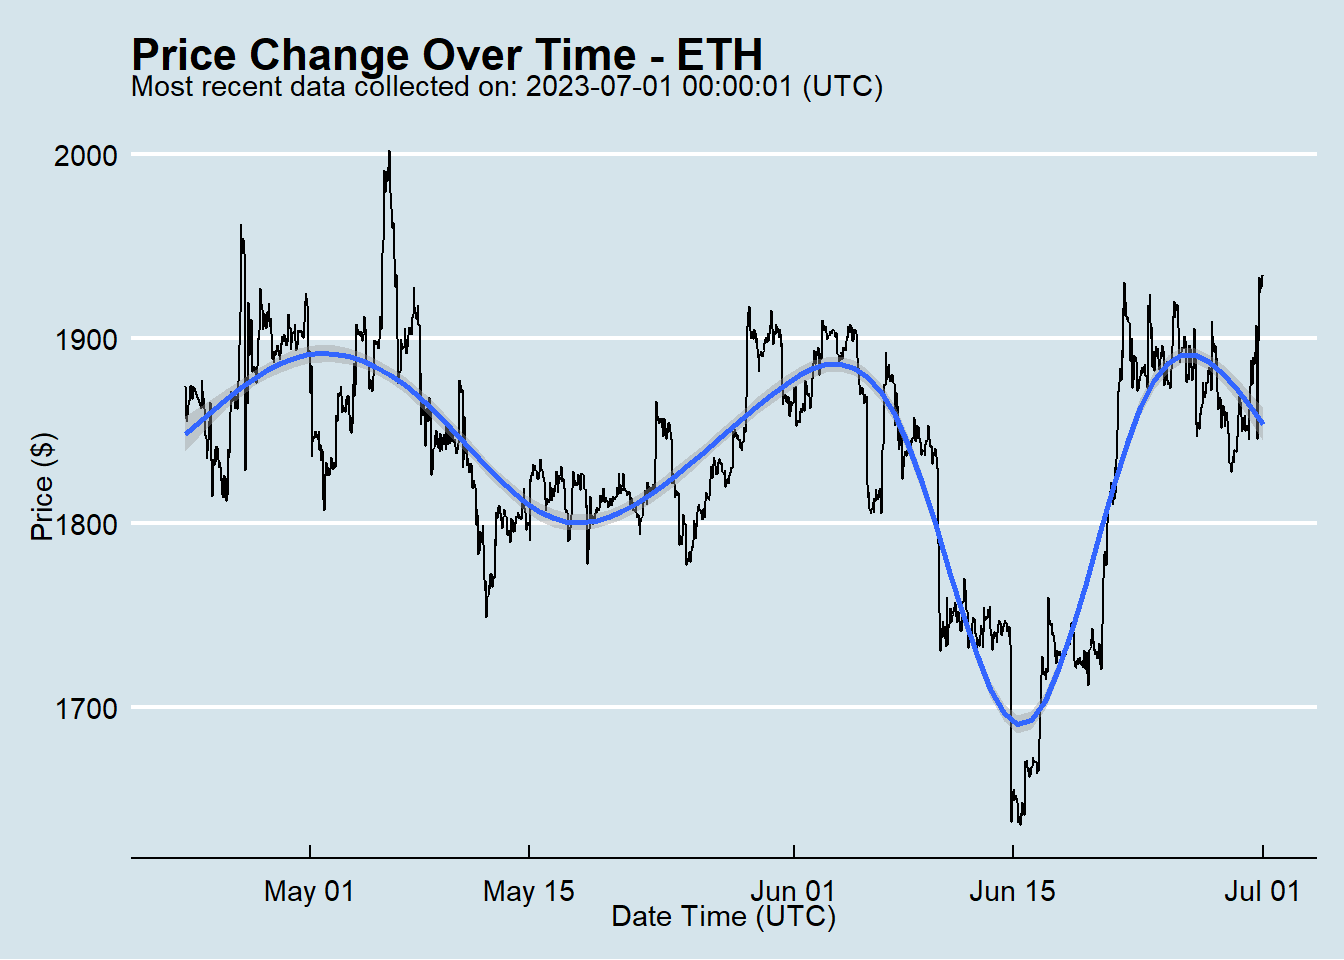 Price Change Over Time - ETH
Most recent data collected on: 2023-07-01 00:00:01 (UTC)
2000
1900
1800
1700
Price ($)
May 01
May 15
Jun 01
Jun 15
Jul 01
Date Time (UTC)